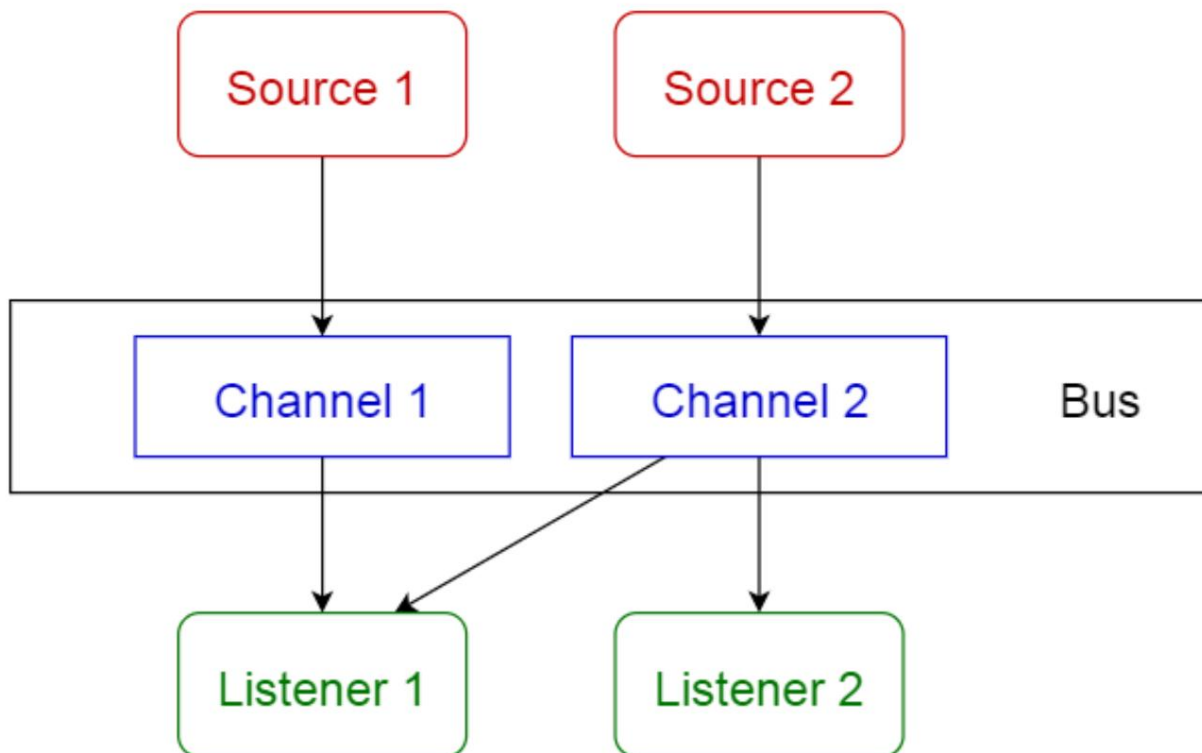 Source 1
Source 2
Channel 1
Channel 2
Bus
Listener 1
Listener 2